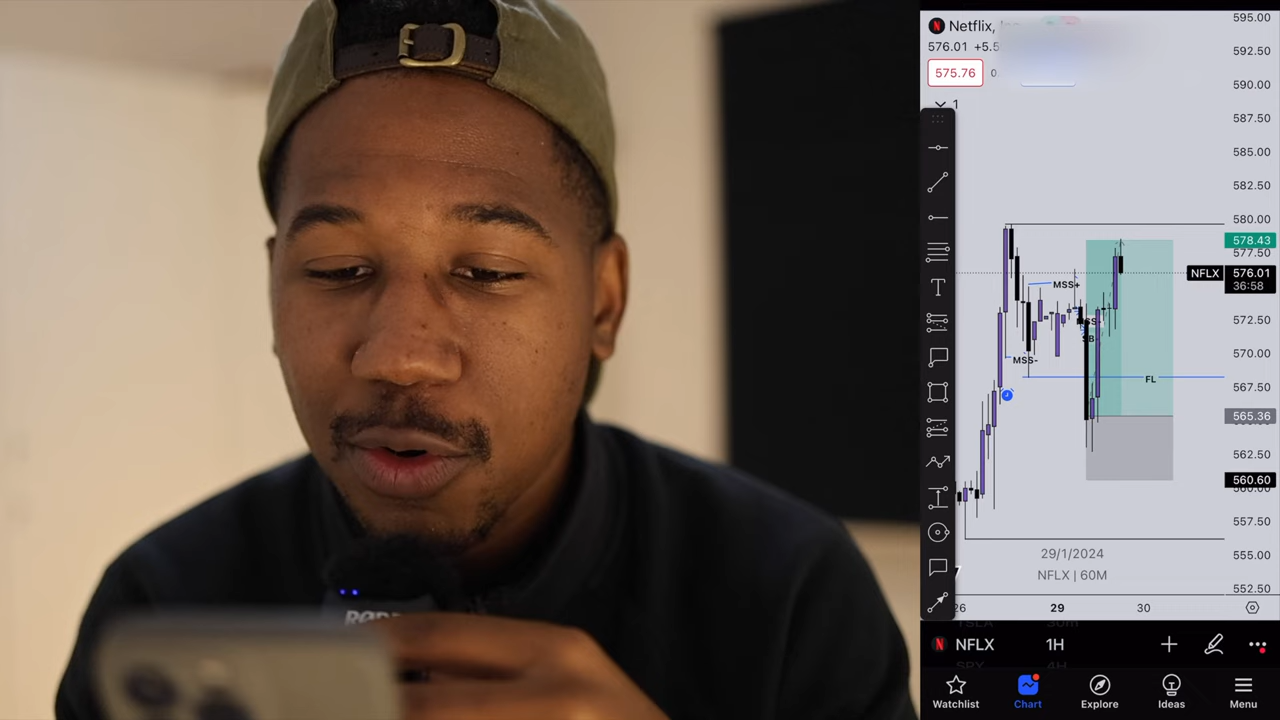 Netflix,
576.01 +5.5
575.76
0
1
595.00
592.50
590.00
587.50
585.00
582.50
580.00
578.43
577.50
NFLX 576.01
36:58
572.50
570.00
567.50
565.36
562.50
560.60
557.50
555.00
552.50
MSS+
MSS-
FL
29/1/2024
NFLX | 60M
26 29 30
NFLX 1H
Watchlist Chart Explore Ideas Menu